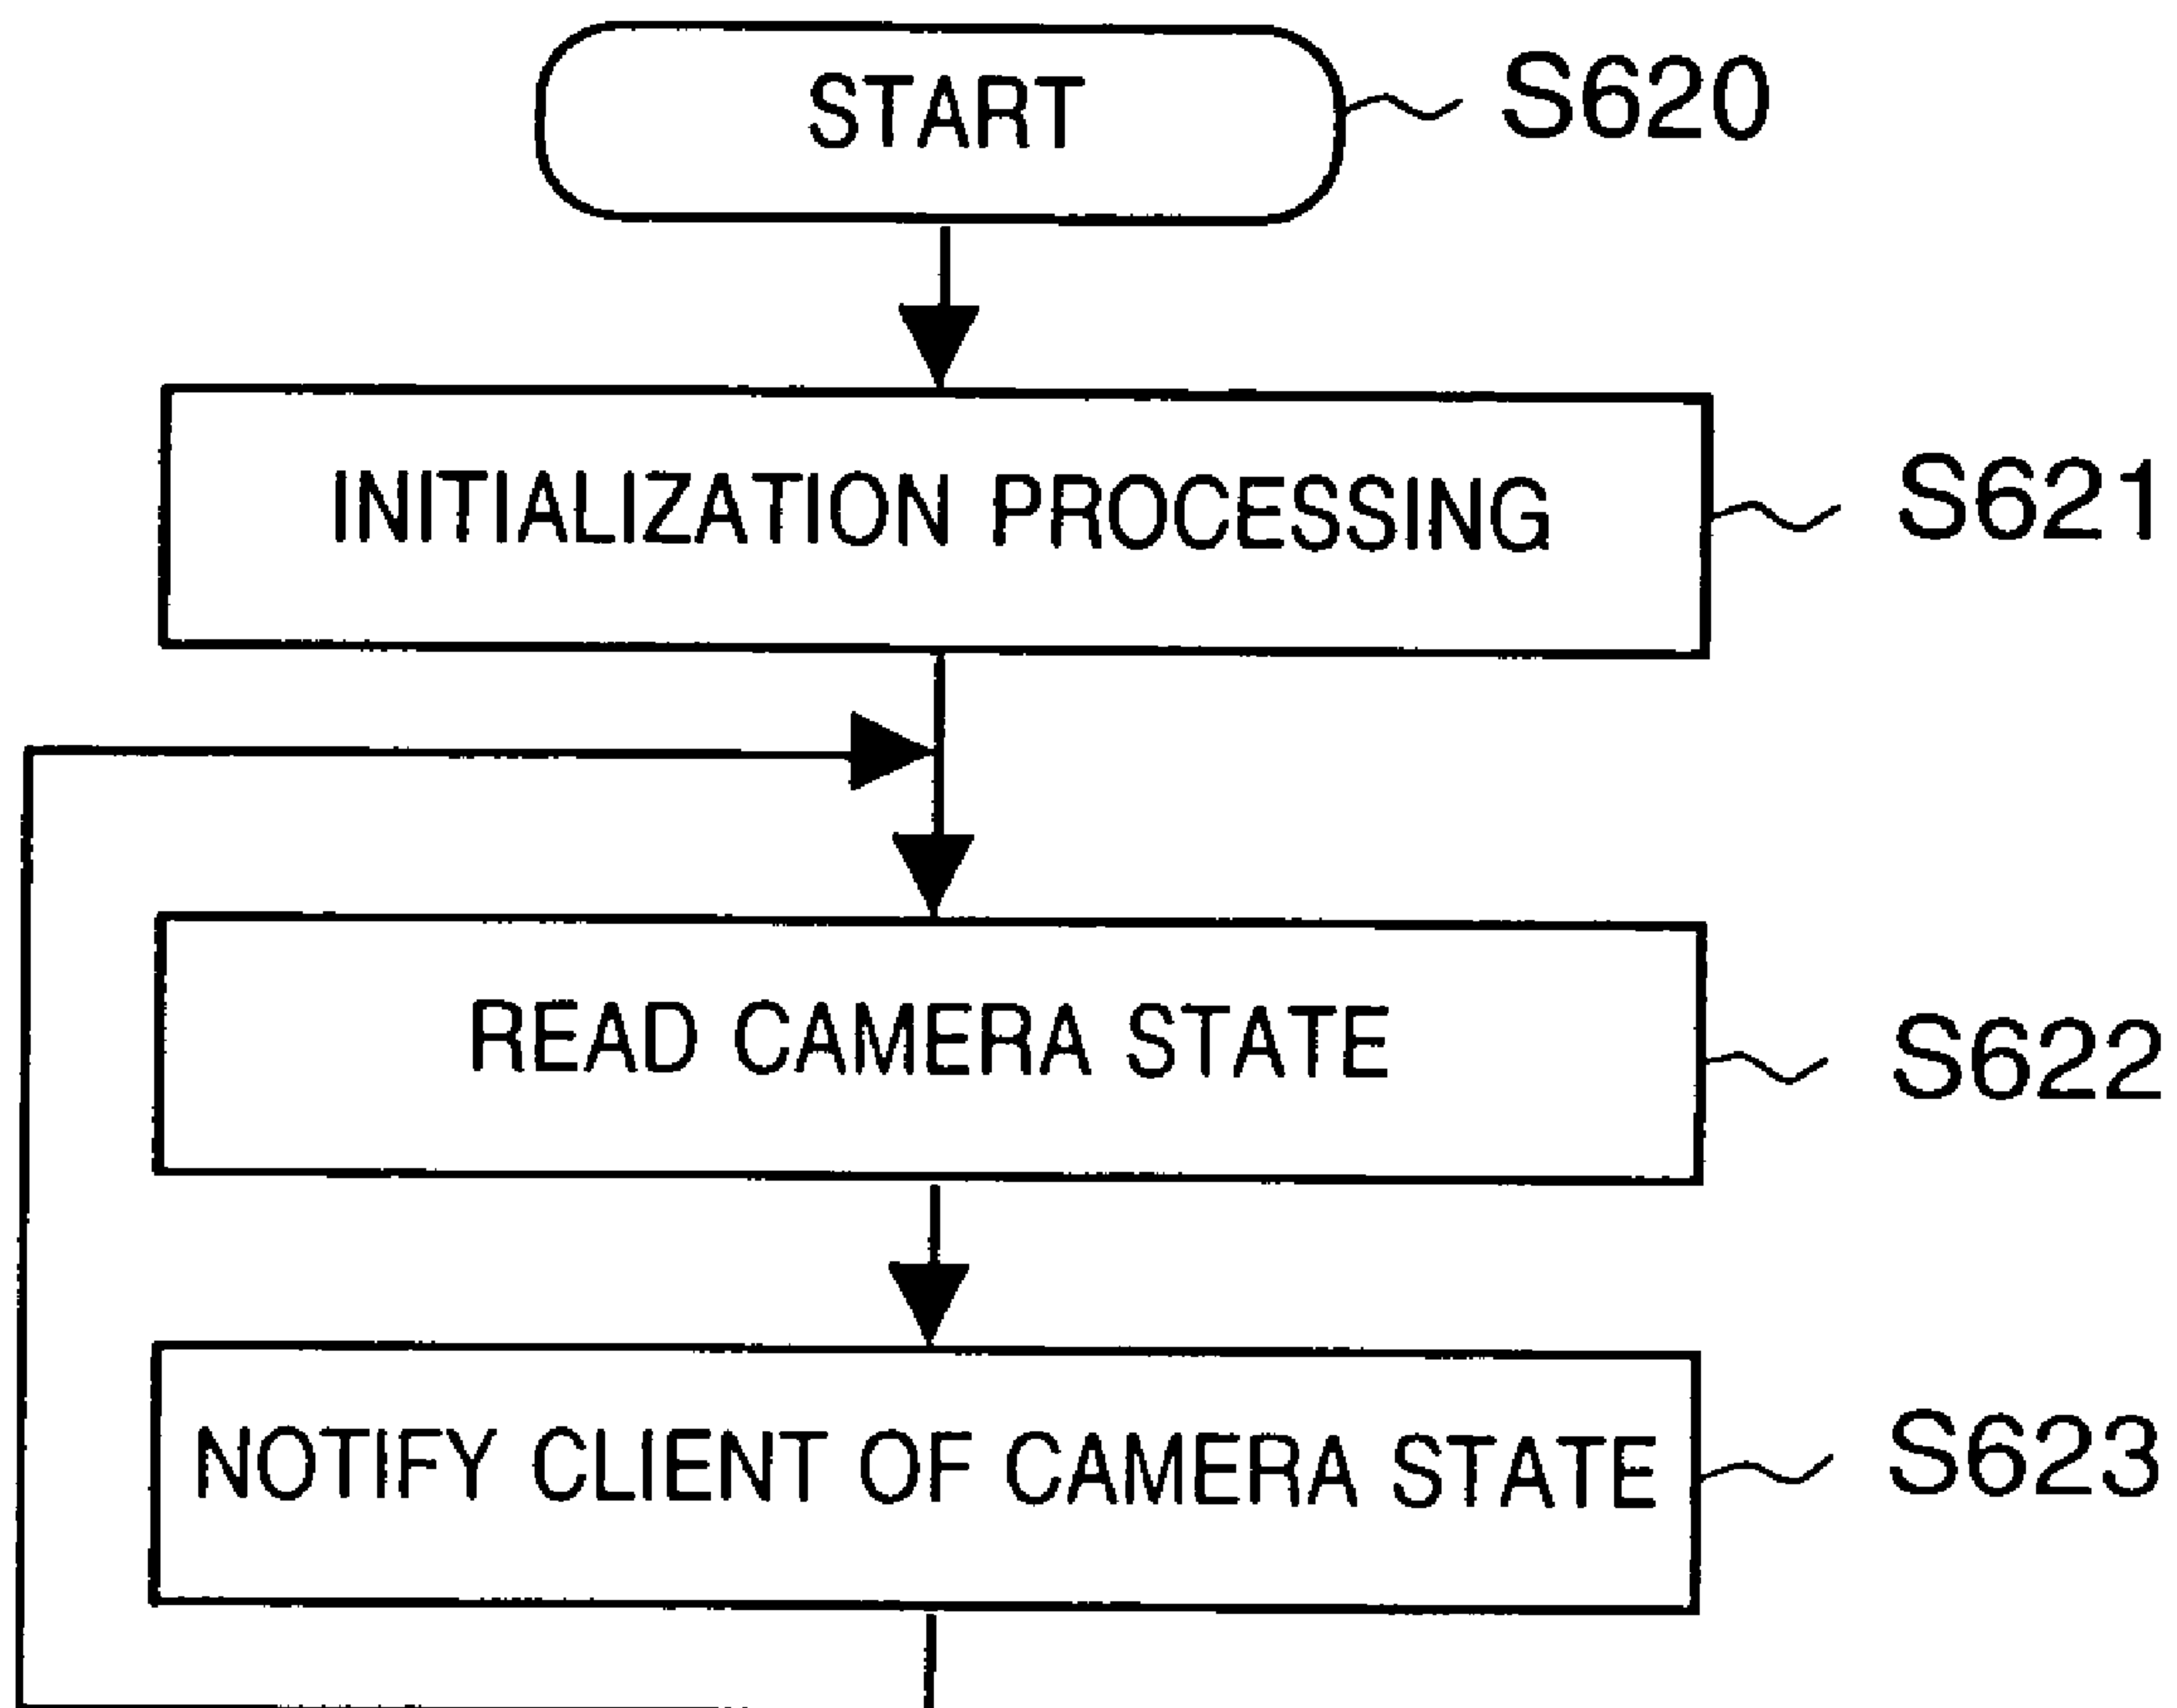 START S620
INITIALIZATION PROCESSING S621
READ CAMERA STATE S622
NOTIFY CLIENT OF CAMERA STATE S623